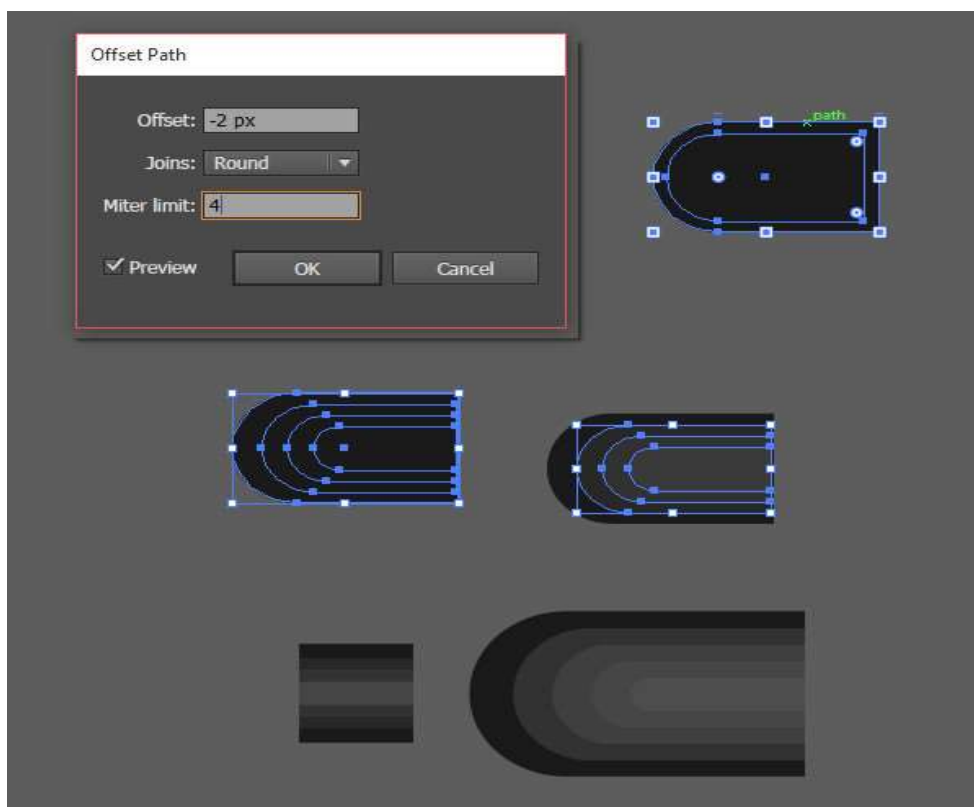 Offset Path
Offset: -2 px
Joins: Round
Miter limit: 4
Preview OK Cancel
path